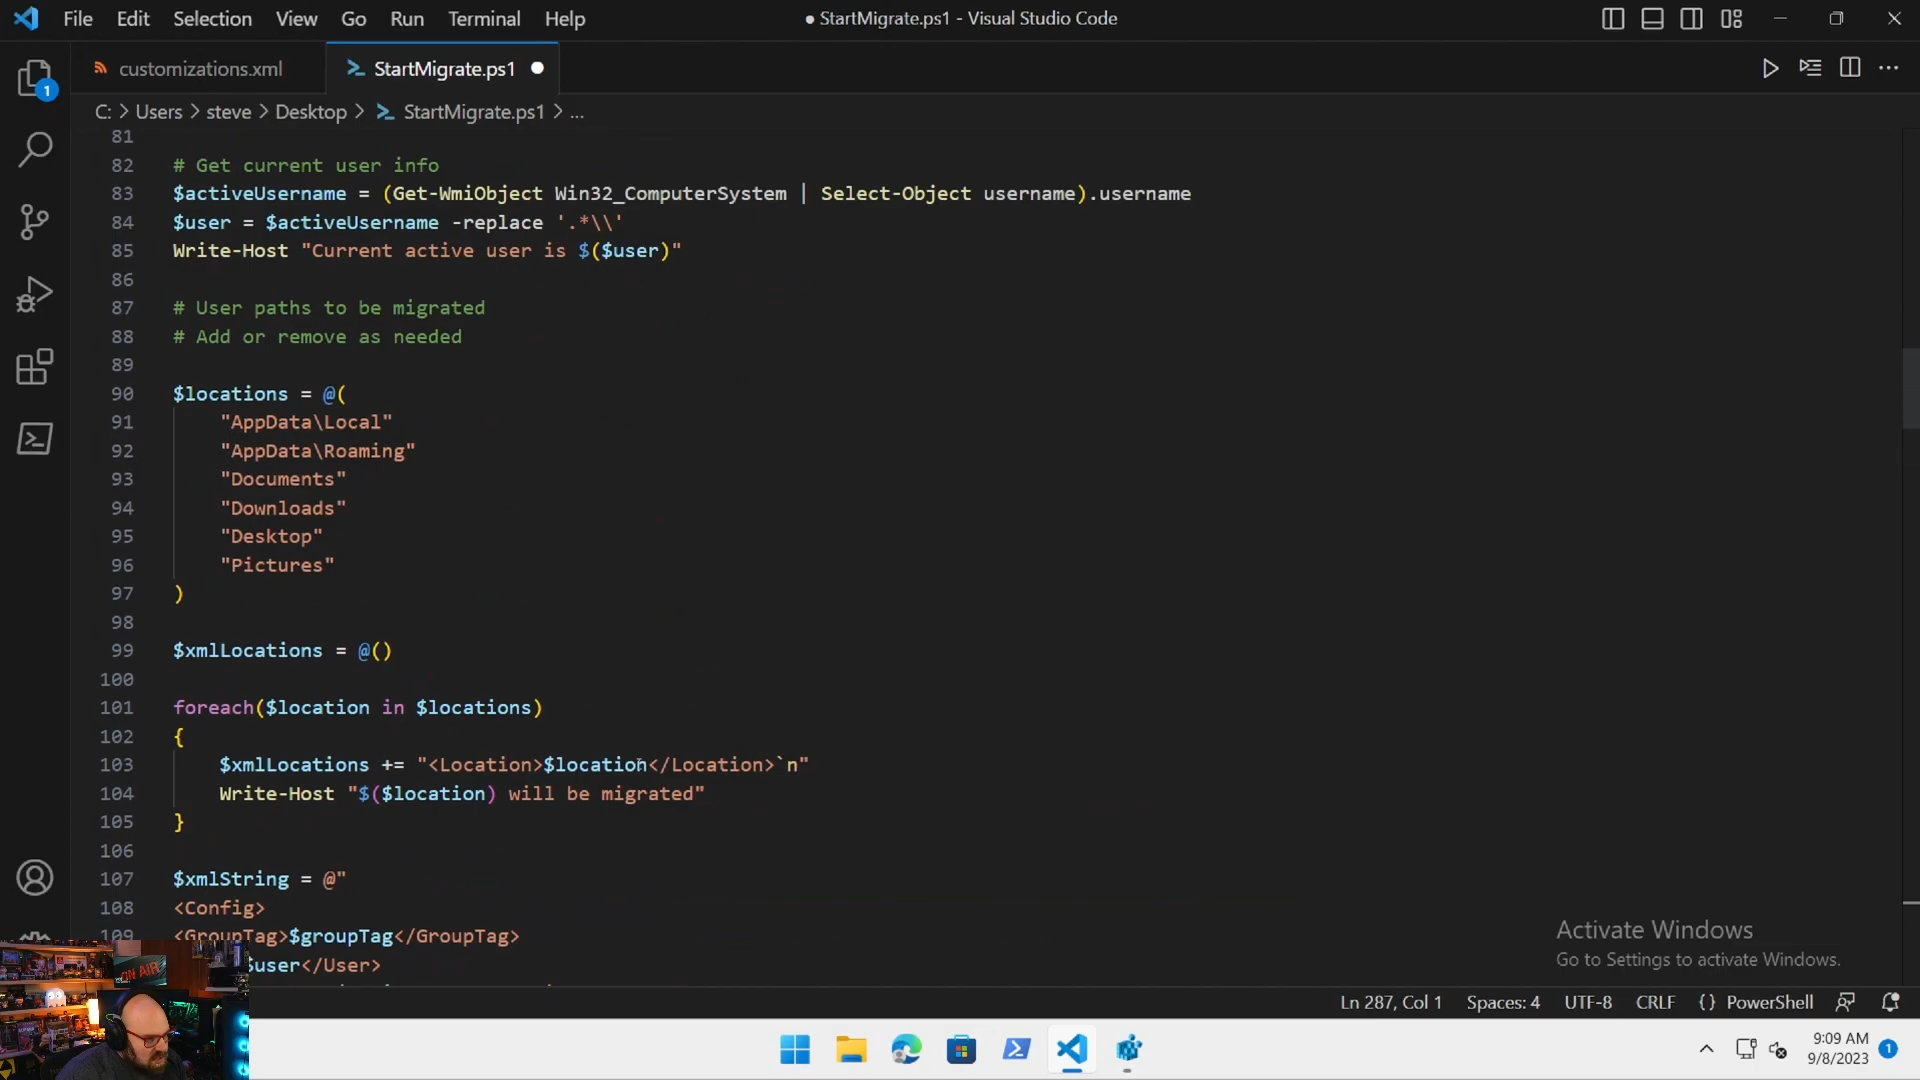 File Edit Selection View Go Run Terminal Help
● StartMigrate.ps1 - Visual Studio Code
customizations.xml
StartMigrate.ps1
1
C: > Users > steve > Desktop > StartMigrate.ps1 > ...
81
82 # Get current user info
83 $activeUsername = (Get-WmiObject Win32_ComputerSystem | Select-Object username).username
84 $user = $activeUsername -replace '.*\\'
85 Write-Host "Current active user is $($user)"
86
87 # User paths to be migrated
88 # Add or remove as needed
89
90 $locations = @(
91 "AppData\Local"
92 "AppData\Roaming"
93 "Documents"
94 "Downloads"
95 "Desktop"
96 "Pictures"
97 )
98
99 $xmlLocations = @()
100
101 foreach($location in $locations)
102 {
103 $xmlLocations += "<Location>$location</Location>`n"
104 Write-Host "$($location) will be migrated"
105 }
106
107 $xmlString = @"
108 <Config>
109 <GroupTag>$groupTag</GroupTag>
$user</User>
Activate Windows
Go to Settings to activate Windows.
ON AIR
Ln 287, Col 1 Spaces: 4 UTF-8 CRLF {} PowerShell
9:09 AM
9/8/2023
1